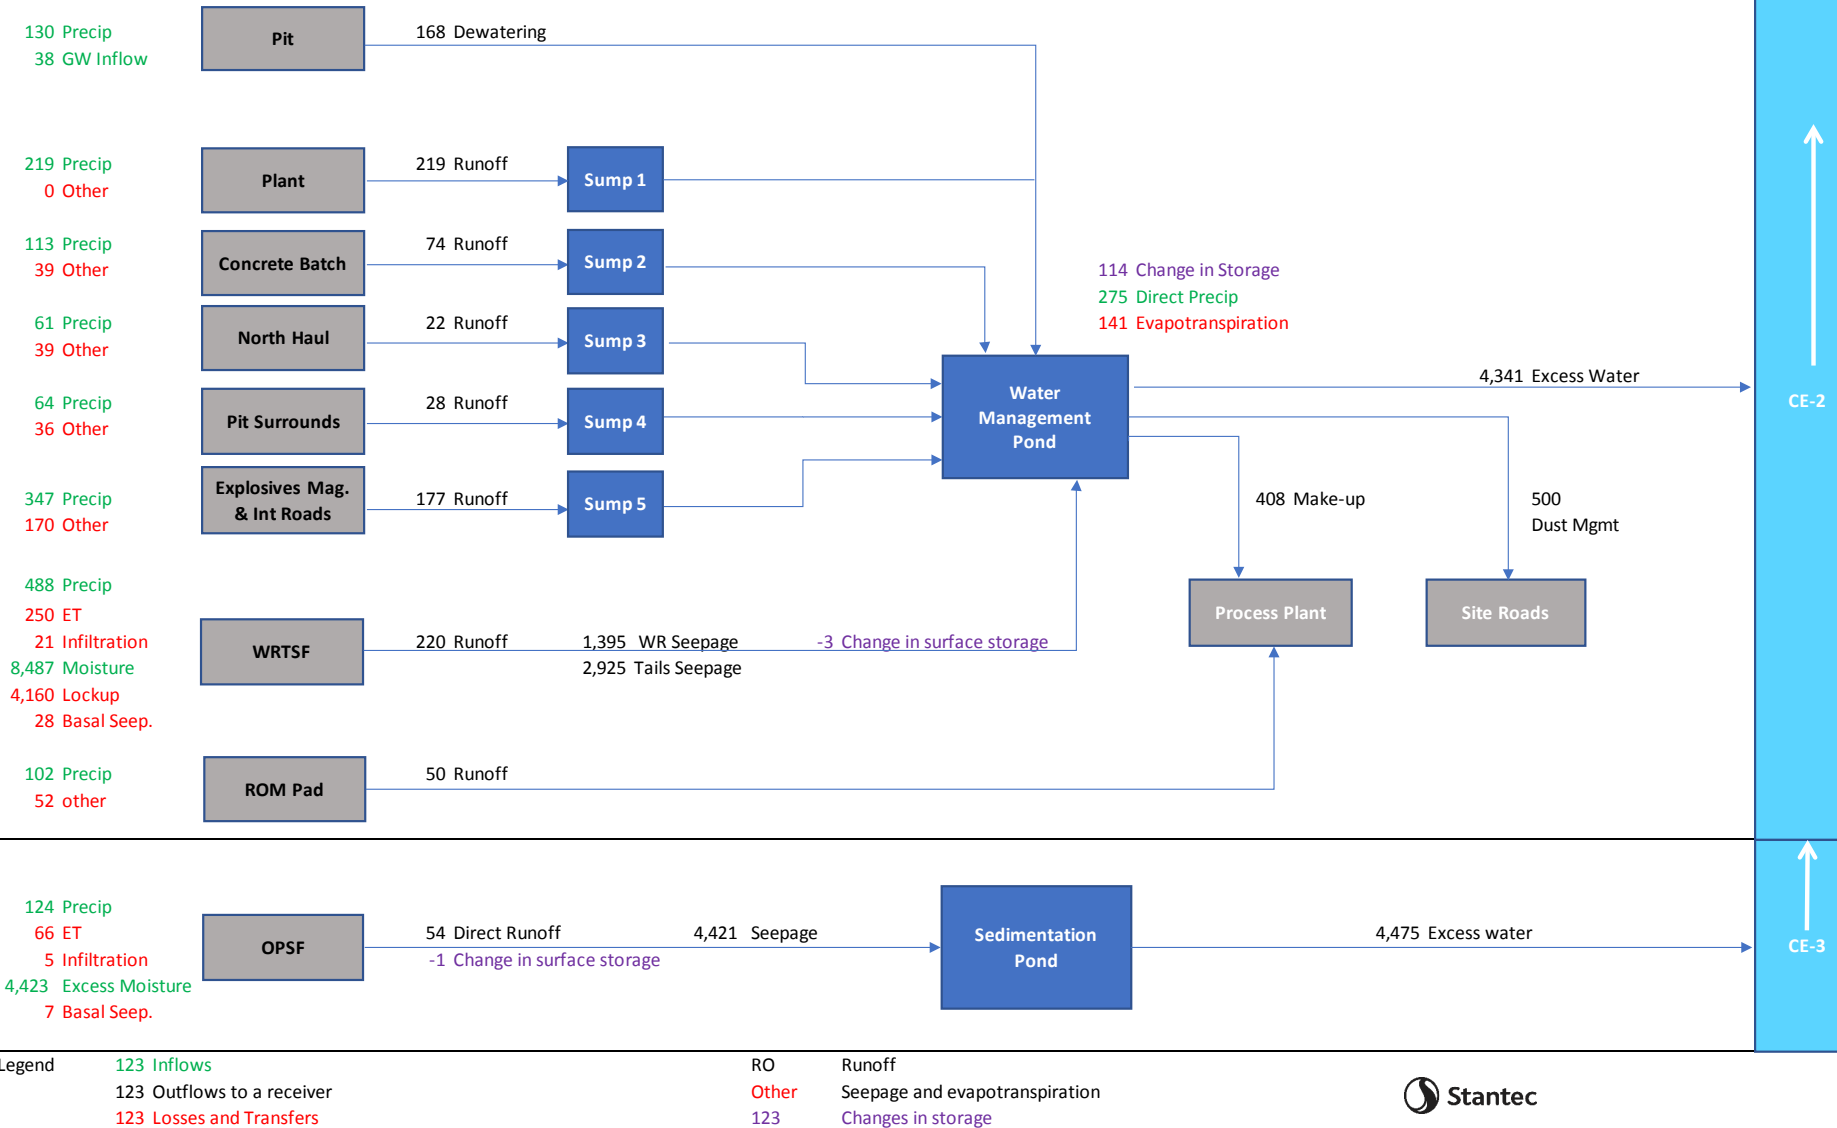 130 Precip
38 GW Inflow
Pit
168 Dewatering
219 Precip
0 Other
Plant
219 Runoff
Sump 1
113 Precip
39 Other
Concrete Batch
74 Runoff
Sump 2
61 Precip
39 Other
North Haul
22 Runoff
Sump 3
64 Precip
36 Other
Pit Surrounds
28 Runoff
Sump 4
347 Precip
170 Other
Explosives Mag.
& Int Roads
177 Runoff
Sump 5
114 Change in Storage
275 Direct Precip
141 Evapotranspiration
Water
Management
Pond
4,341 Excess Water
CE-2
408 Make-up
500
Dust Mgmt
Process Plant
Site Roads
488 Precip
250 ET
21 Infiltration
8,487 Moisture
4,160 Lockup
28 Basal Seep.
WRTSF
220 Runoff
1,395 WR Seepage
2,925 Tails Seepage
-3 Change in surface storage
102 Precip
52 other
ROM Pad
50 Runoff
124 Precip
66 ET
5 Infiltration
4,423 Excess Moisture
7 Basal Seep.
OPSF
54 Direct Runoff
-1 Change in surface storage
4,421 Seepage
Sedimentation
Pond
4,475 Excess water
CE-3
Legend
123 Inflows
123 Outflows to a receiver
123 Losses and Transfers
RO Runoff
Other Seepage and evapotranspiration
123 Changes in storage
Stantec